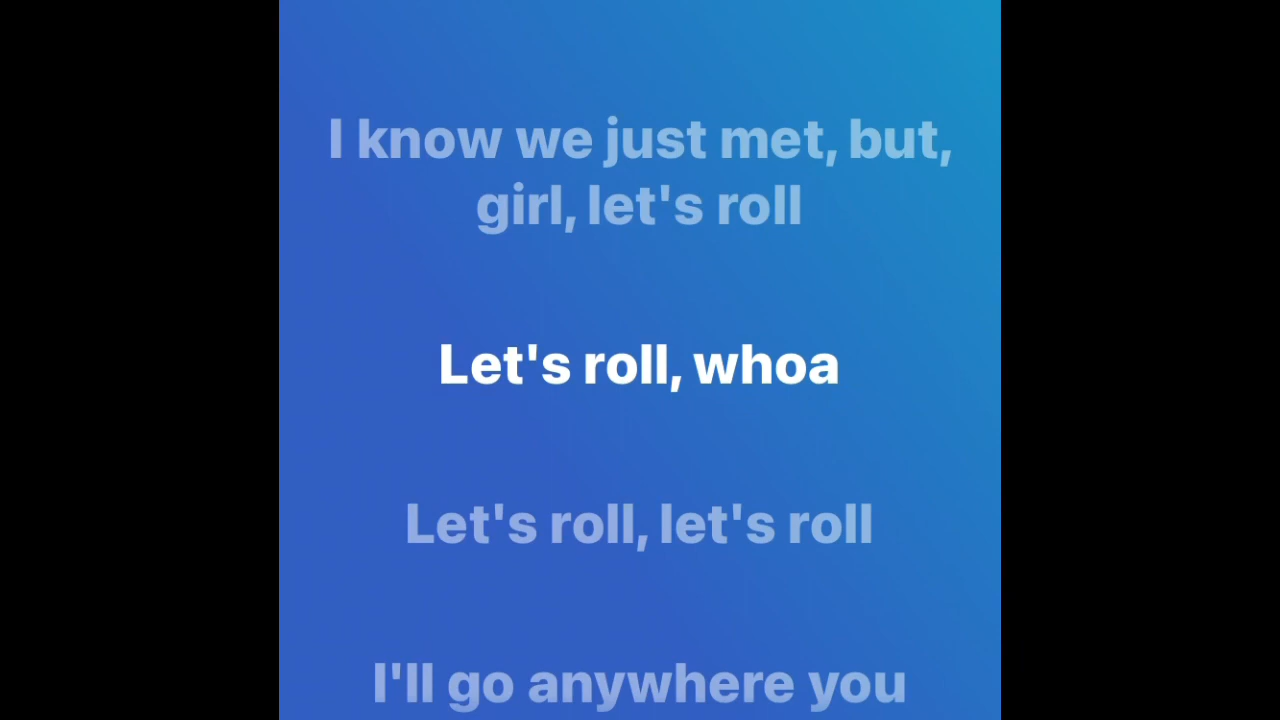 I know we just met, but,
girl, let's roll
Let's roll, whoa
Let's roll, let's roll
I'll go anywhere you